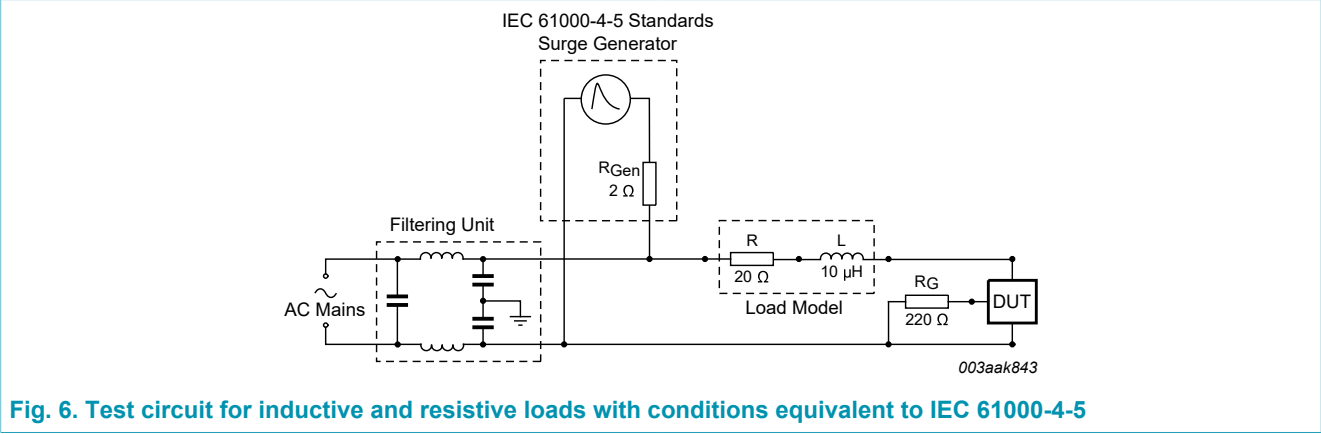 IEC 61000-4-5 Standards
Surge Generator
RGen
2 Ω
Filtering Unit
R
L
20 Ω
10 μH
RG
DUT
AC Mains
Load Model
220 Ω
003aak843
Fig. 6. Test circuit for inductive and resistive loads with conditions equivalent to IEC 61000-4-5